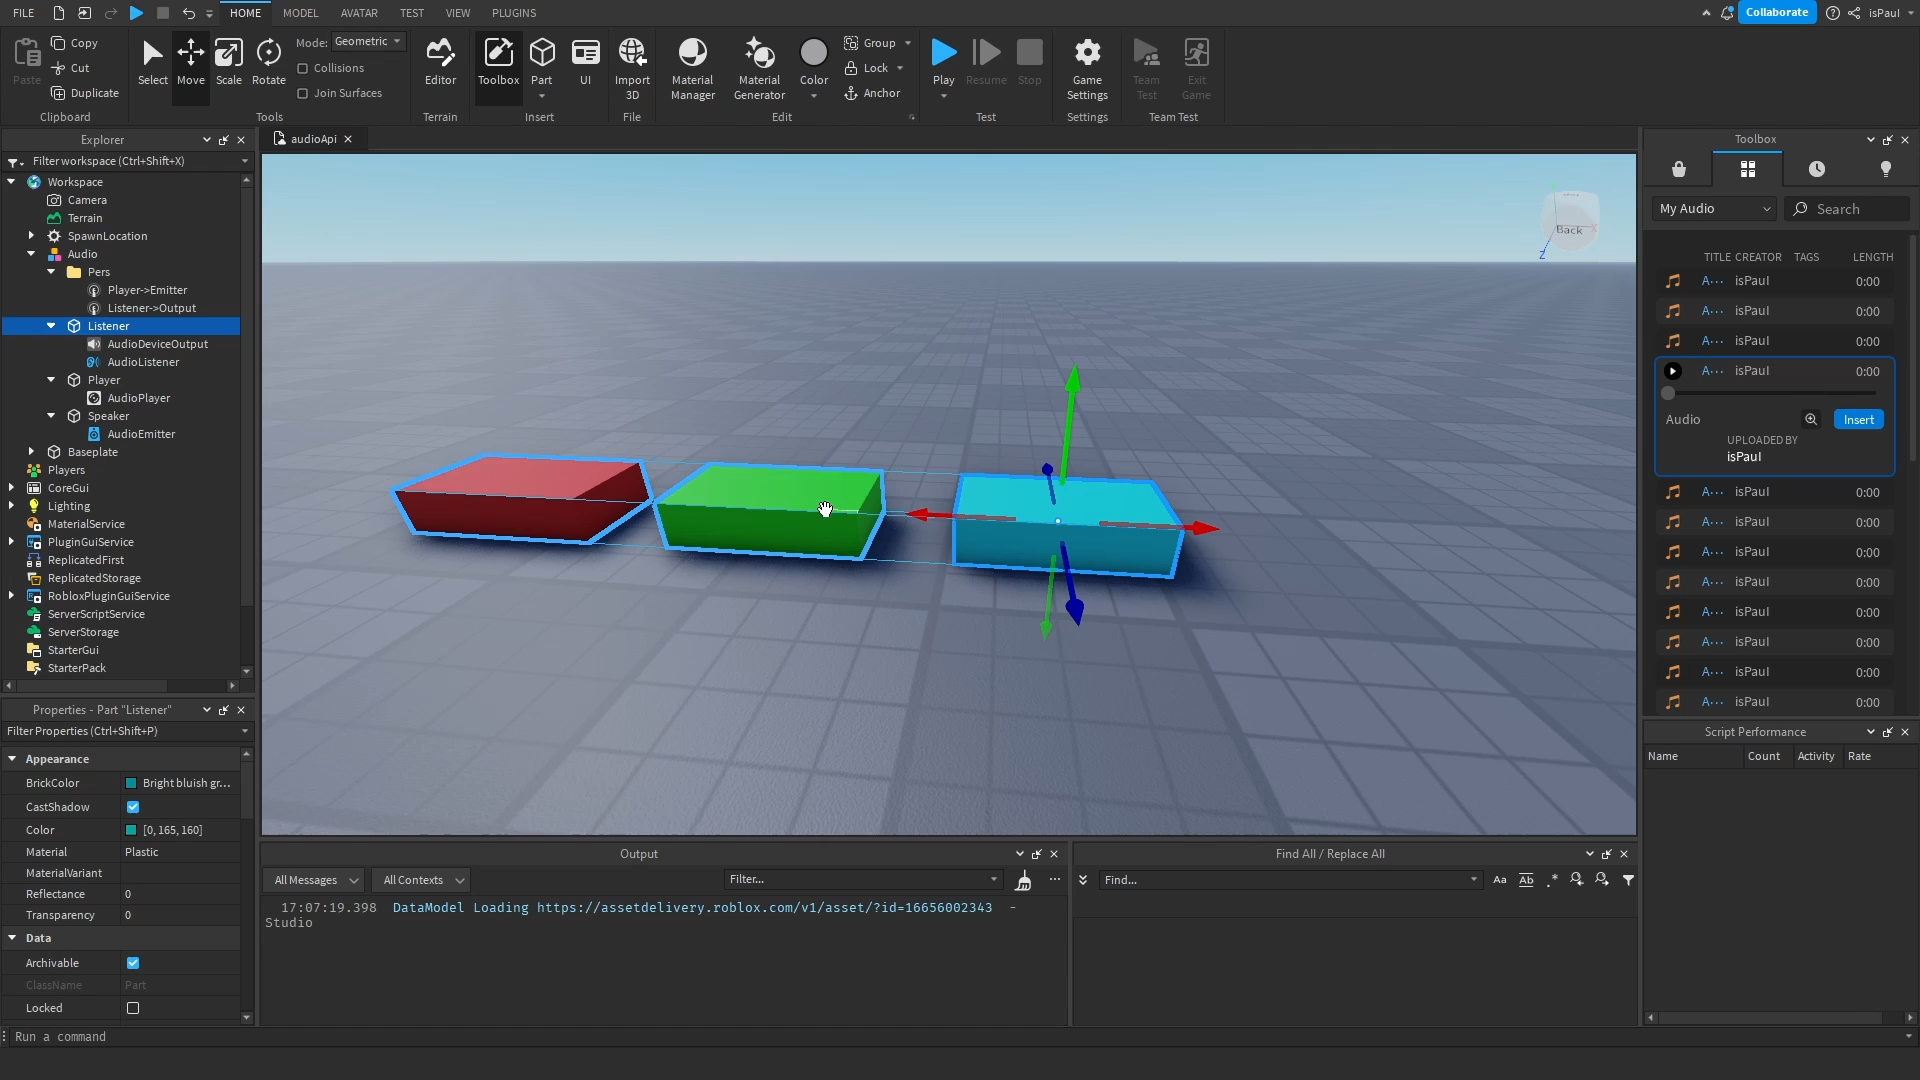 FILE
HOME
MODEL
AVATAR
TEST
VIEW
PLUGINS
Collaborate
isPaul
Paste
Copy
Cut
Duplicate
Clipboard
Select
Move
Scale
Rotate
Mode: Geometric
Collisions
Join Surfaces
Tools
Editor
Terrain
Toolbox
Part
UI
Insert
Import
3D
File
Material
Manager
Material
Generator
Color
Group
Lock
Anchor
Edit
Play
Resume
Stop
Test
Game
Settings
Settings
Team
Test
Exit
Game
Team Test
Explorer
Filter workspace (Ctrl+Shift+X)
Workspace
Camera
Terrain
SpawnLocation
Audio
Pers
Player->Emitter
Listener->Output
Listener
AudioDeviceOutput
AudioListener
Player
AudioPlayer
Speaker
AudioEmitter
Baseplate
Players
CoreGui
Lighting
MaterialService
PluginGuiService
ReplicatedFirst
ReplicatedStorage
RobloxPluginGuiService
ServerScriptService
ServerStorage
StarterGui
StarterPack
Properties - Part "Listener"
Filter Properties (Ctrl+Shift+P)
Appearance
BrickColor Bright bluish gr...
CastShadow
Color [0, 165, 160]
Material Plastic
MaterialVariant
Reflectance 0
Transparency 0
Data
Archivable
ClassName Part
Locked
audioApi
Back
X
Z
Output
All Messages
All Contexts
Filter...
17:07:19.398 DataModel Loading https://assetdelivery.roblox.com/v1/asset/?id=16656002343 -
Studio
Find All / Replace All
Find...
Aa
Ab
.*
Toolbox
My Audio
Search
TITLE CREATOR TAGS LENGTH
A··· isPaul 0:00
A··· isPaul 0:00
A··· isPaul 0:00
A··· isPaul 0:00
Audio
Insert
UPLOADED BY
isPaul
A··· isPaul 0:00
A··· isPaul 0:00
A··· isPaul 0:00
A··· isPaul 0:00
A··· isPaul 0:00
A··· isPaul 0:00
A··· isPaul 0:00
A··· isPaul 0:00
Script Performance
Name Count Activity Rate
Run a command